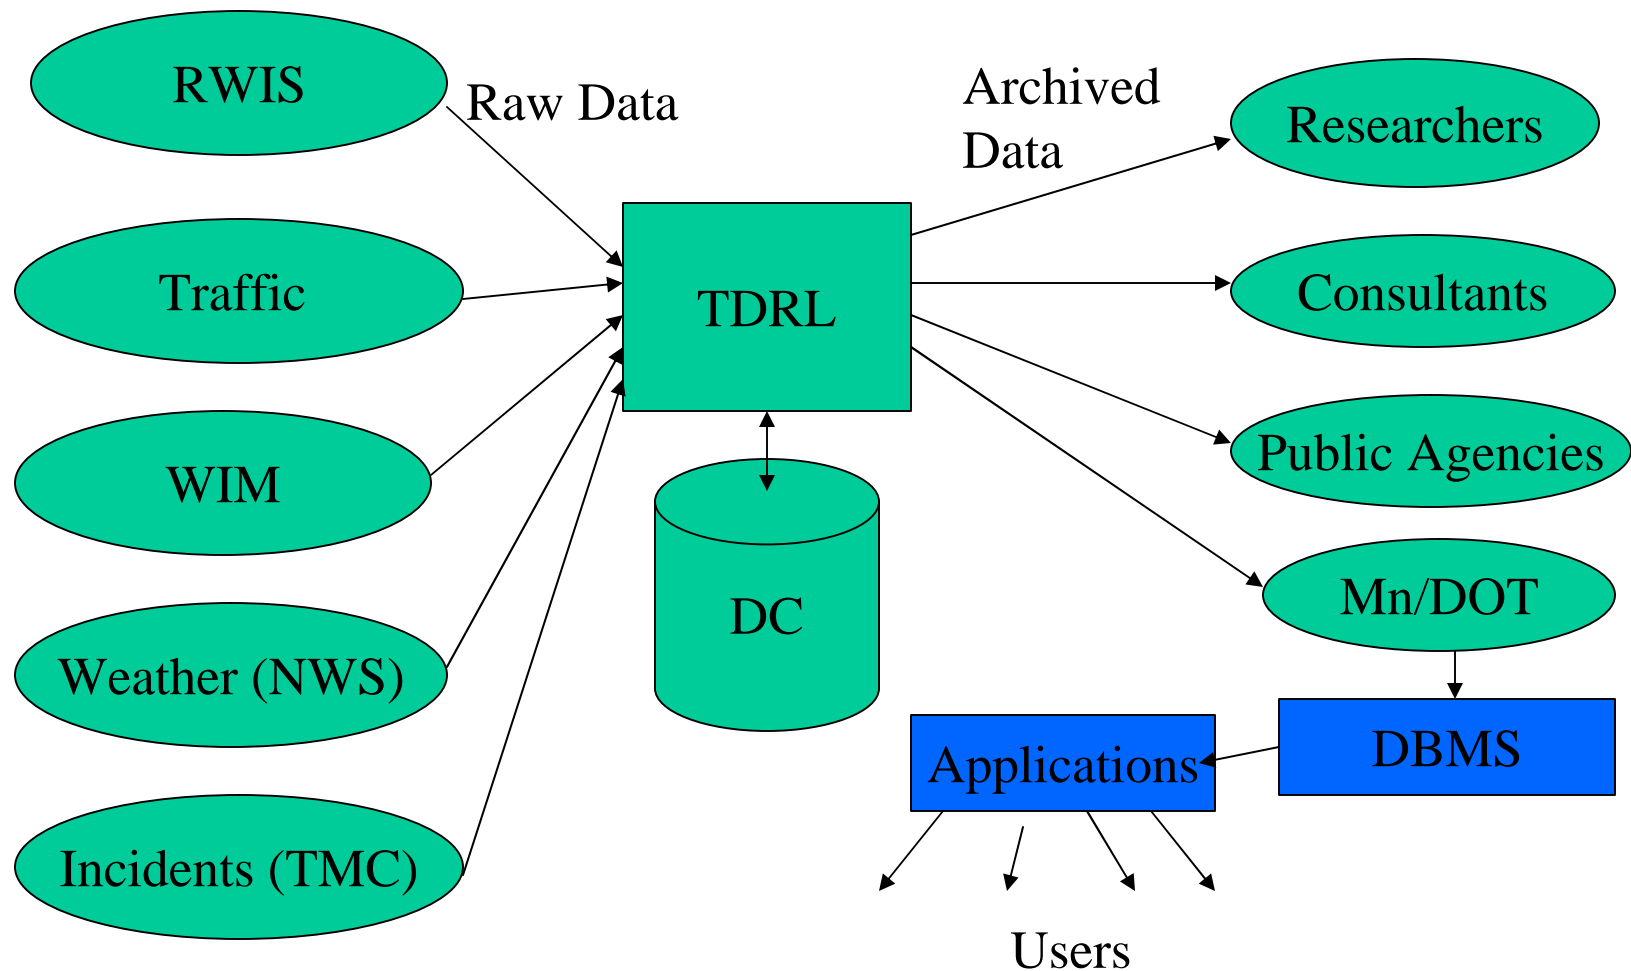 RWIS
Raw Data
Archived
Data
Researchers
Traffic
TDRL
Consultants
WIM
Public Agencies
DC
Mn/DOT
Weather (NWS)
Applications
DBMS
Incidents (TMC)
Users